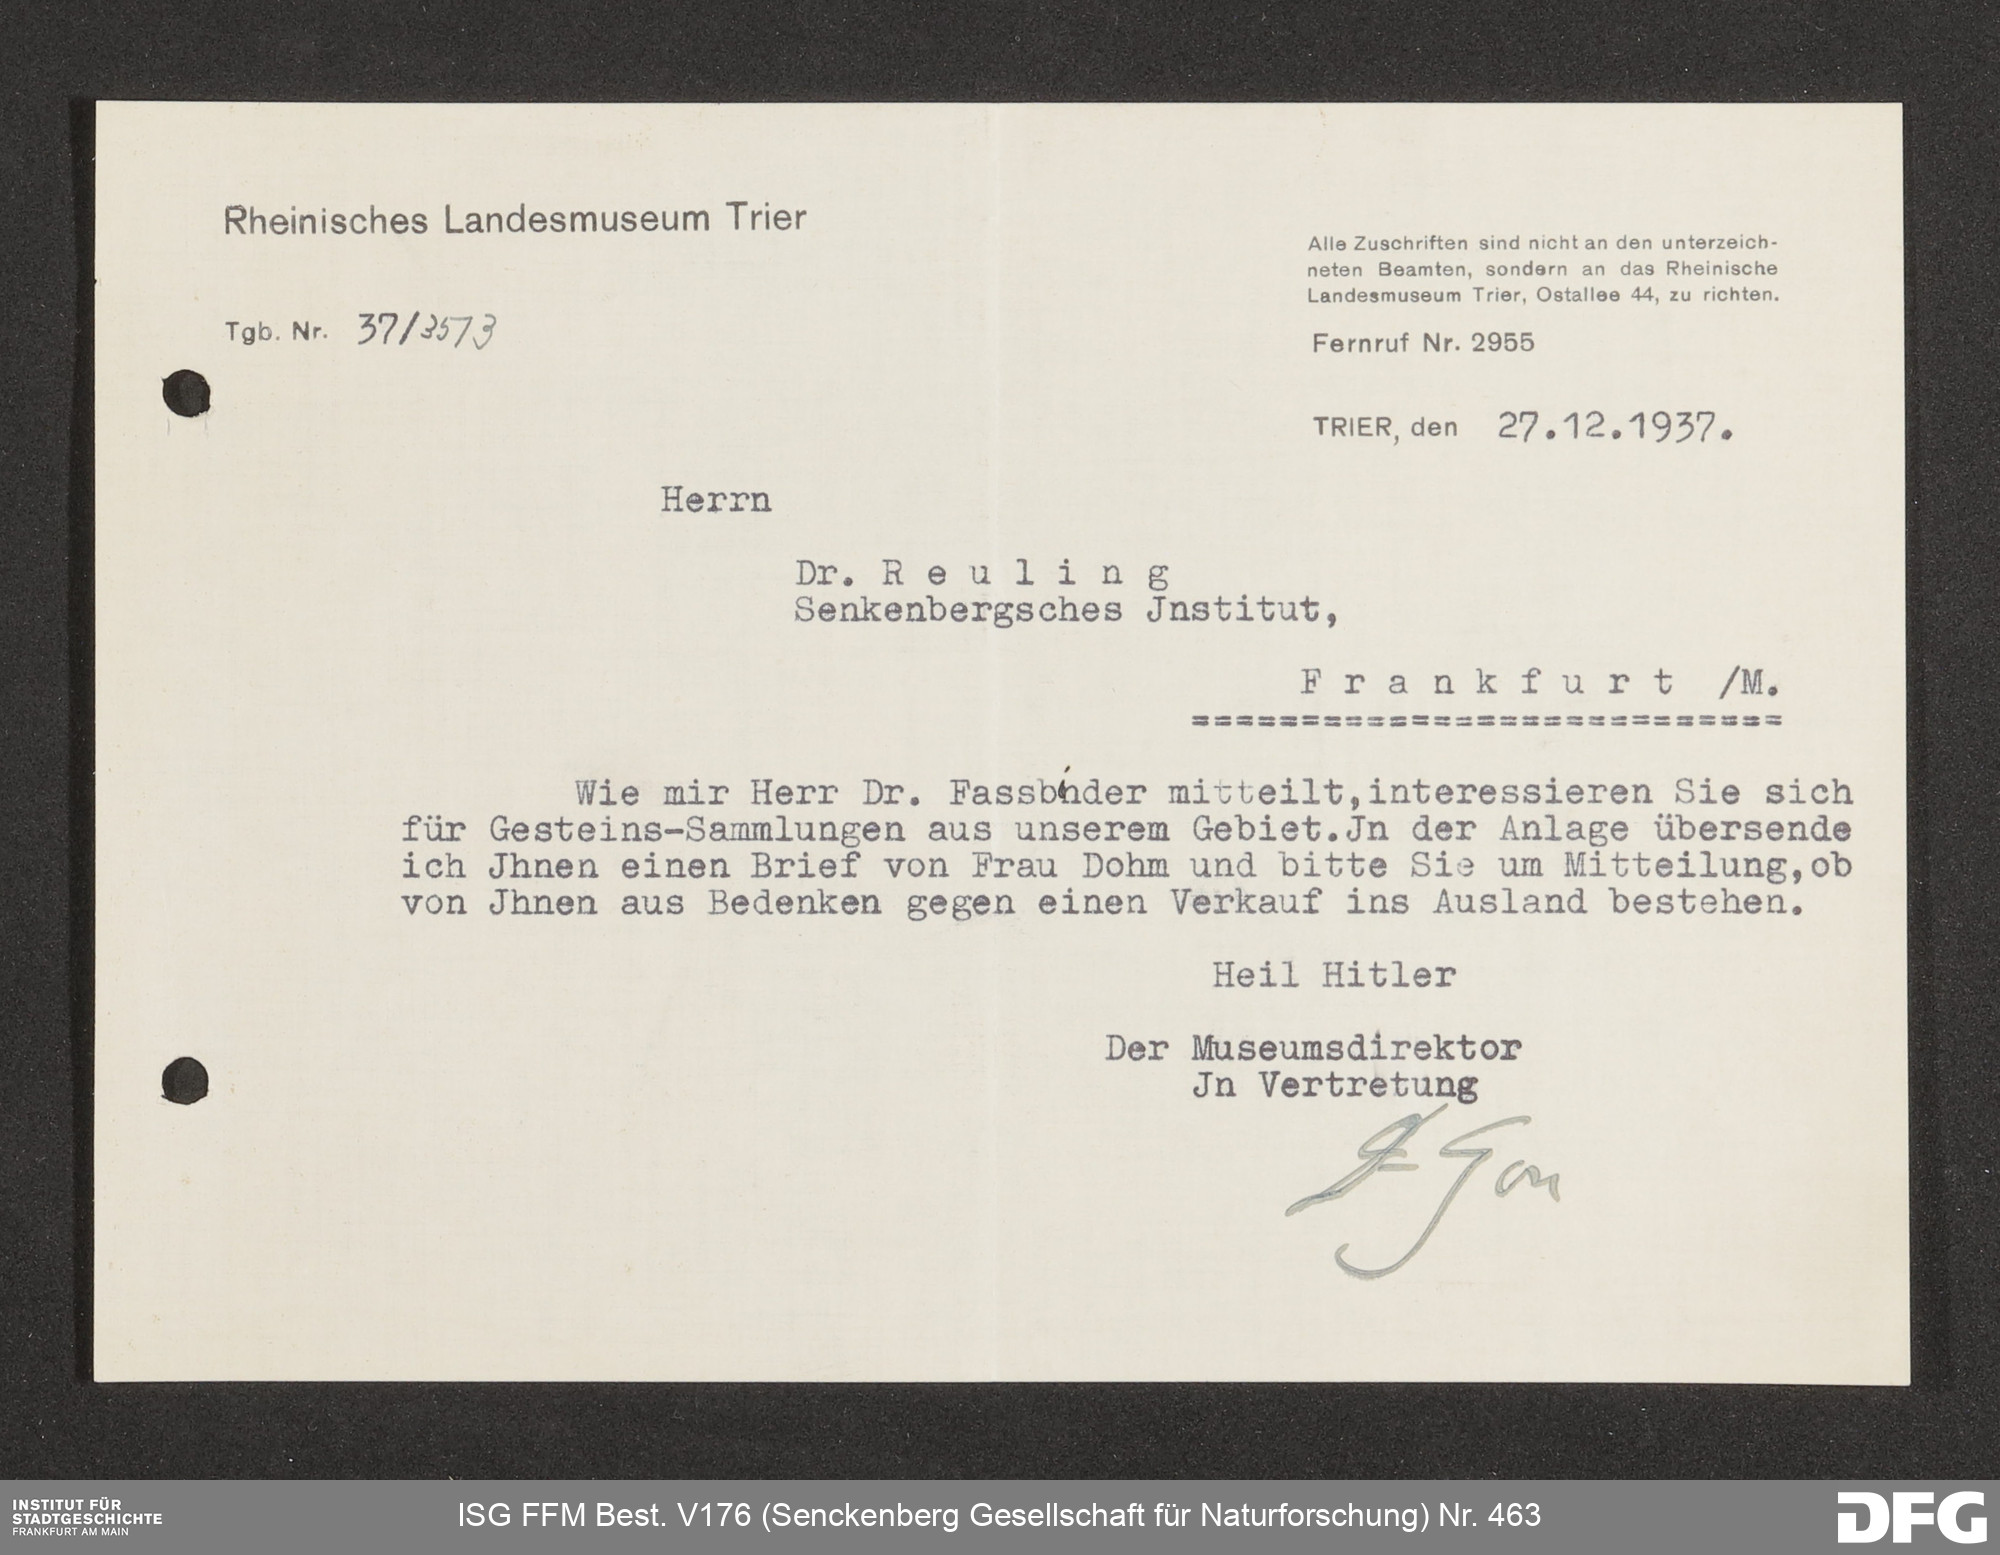 Rheinisches Landesmuseum Trier
Alle Zuschriften sind nicht an den unterzeich-
neten Beamten, sondern an das Rheinische
Landesmuseum Trier, Ostallee 44, zu richten.
Tgb. Nr. 37/3573
Fernruf Nr. 2955
TRIER, den 27.12.1937.
Herrn
Dr. R e u l i n g
Senkenbergsches Jnstitut,
F r a n k f u r t /M.
===========================
Wie mir Herr Dr. Fassbinder mitteilt,interessieren Sie sich
für Gesteins-Sammlungen aus unserem Gebiet.Jn der Anlage übersende
ich Jhnen einen Brief von Frau Dohm und bitte Sie um Mitteilung,ob
von Jhnen aus Bedenken gegen einen Verkauf ins Ausland bestehen.
Heil Hitler
Der Museumsdirektor
Jn Vertretung
INSTITUT FÜR
STADTGESCHICHTE
FRANKFURT AM MAIN
ISG FFM Best. V176 (Senckenberg Gesellschaft für Naturforschung) Nr. 463
DFG